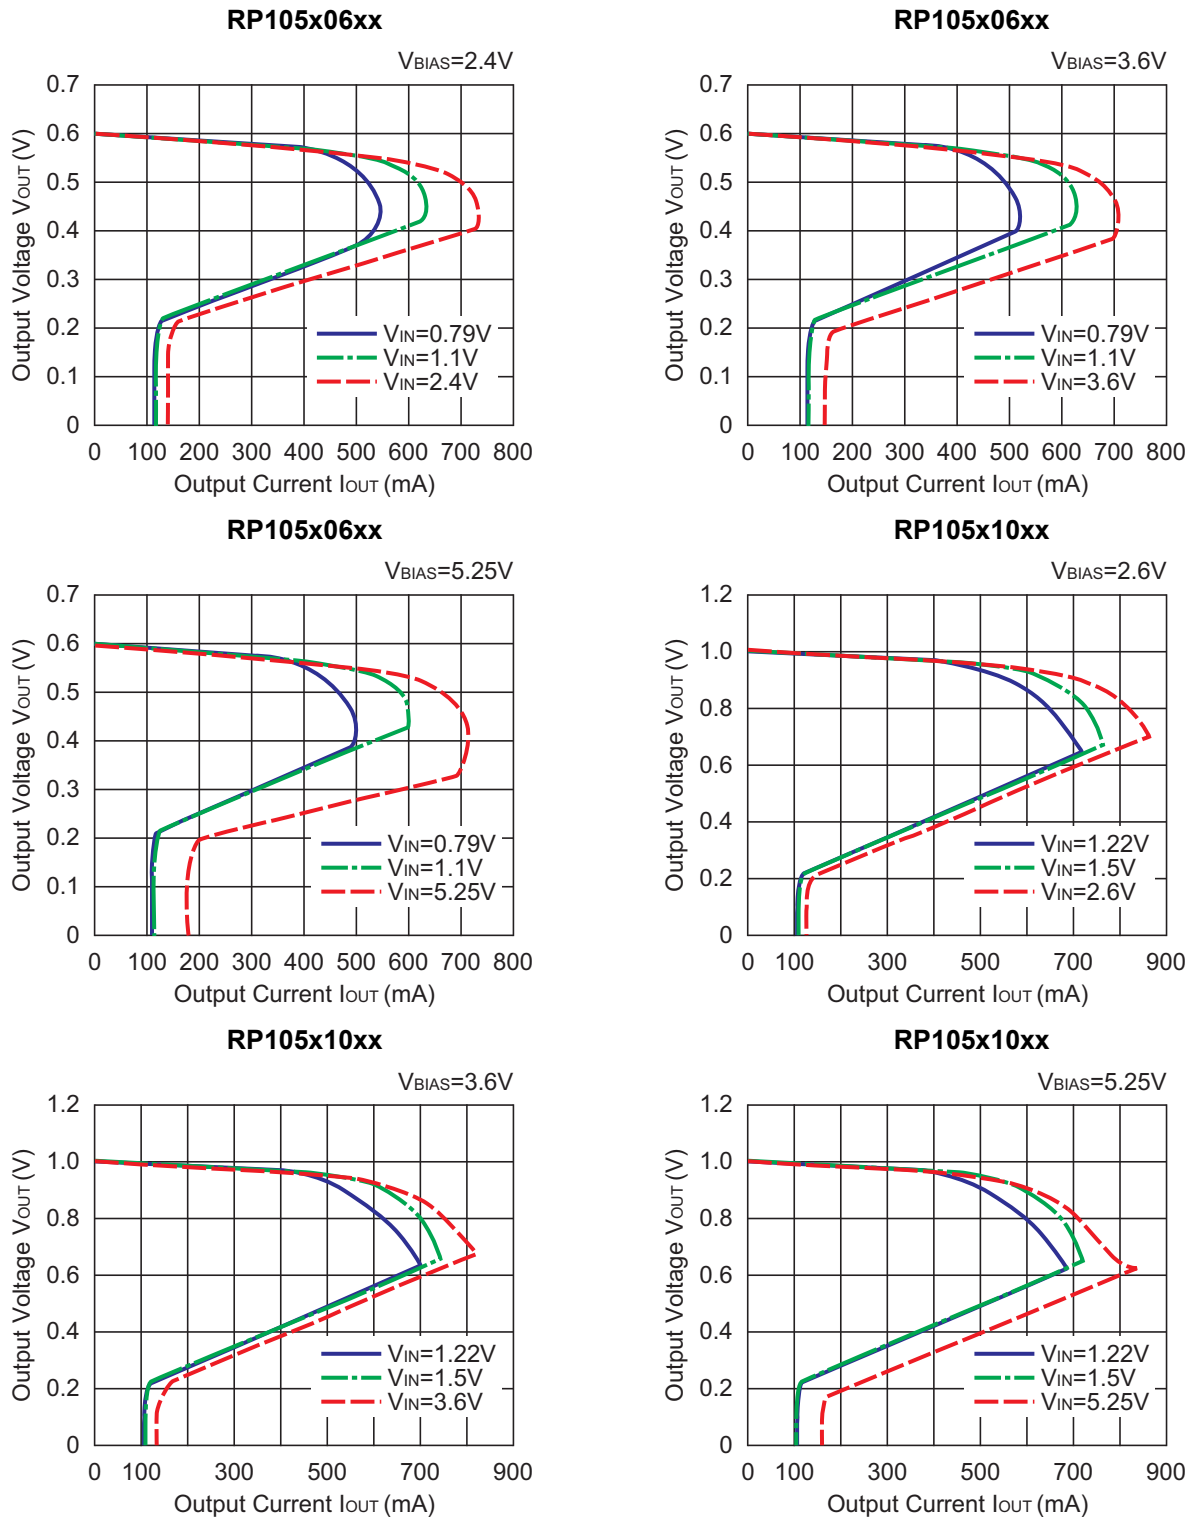 RP105x06xx
VBIAS=2.4V
Output Voltage VOUT (V)
0.7
0.6
0.5
0.4
0.3
0.2
0.1
0
VIN=0.79V
VIN=1.1V
VIN=2.4V
0 100 200 300 400 500 600 700 800
Output Current IOUT (mA)
RP105x06xx
VBIAS=3.6V
Output Voltage VOUT (V)
0.7
0.6
0.5
0.4
0.3
0.2
0.1
0
VIN=0.79V
VIN=1.1V
VIN=3.6V
0 100 200 300 400 500 600 700 800
Output Current IOUT (mA)
RP105x06xx
VBIAS=5.25V
Output Voltage VOUT (V)
0.7
0.6
0.5
0.4
0.3
0.2
0.1
0
VIN=0.79V
VIN=1.1V
VIN=5.25V
0 100 200 300 400 500 600 700 800
Output Current IOUT (mA)
RP105x10xx
VBIAS=2.6V
Output Voltage VOUT (V)
1.2
1.0
0.8
0.6
0.4
0.2
0
VIN=1.22V
VIN=1.5V
VIN=2.6V
0 100 300 500 700 900
Output Current IOUT (mA)
RP105x10xx
VBIAS=3.6V
Output Voltage VOUT (V)
1.2
1.0
0.8
0.6
0.4
0.2
0
VIN=1.22V
VIN=1.5V
VIN=3.6V
0 100 300 500 700 900
Output Current IOUT (mA)
RP105x10xx
VBIAS=5.25V
Output Voltage VOUT (V)
1.2
1.0
0.8
0.6
0.4
0.2
0
VIN=1.22V
VIN=1.5V
VIN=5.25V
0 100 300 500 700 900
Output Current IOUT (mA)